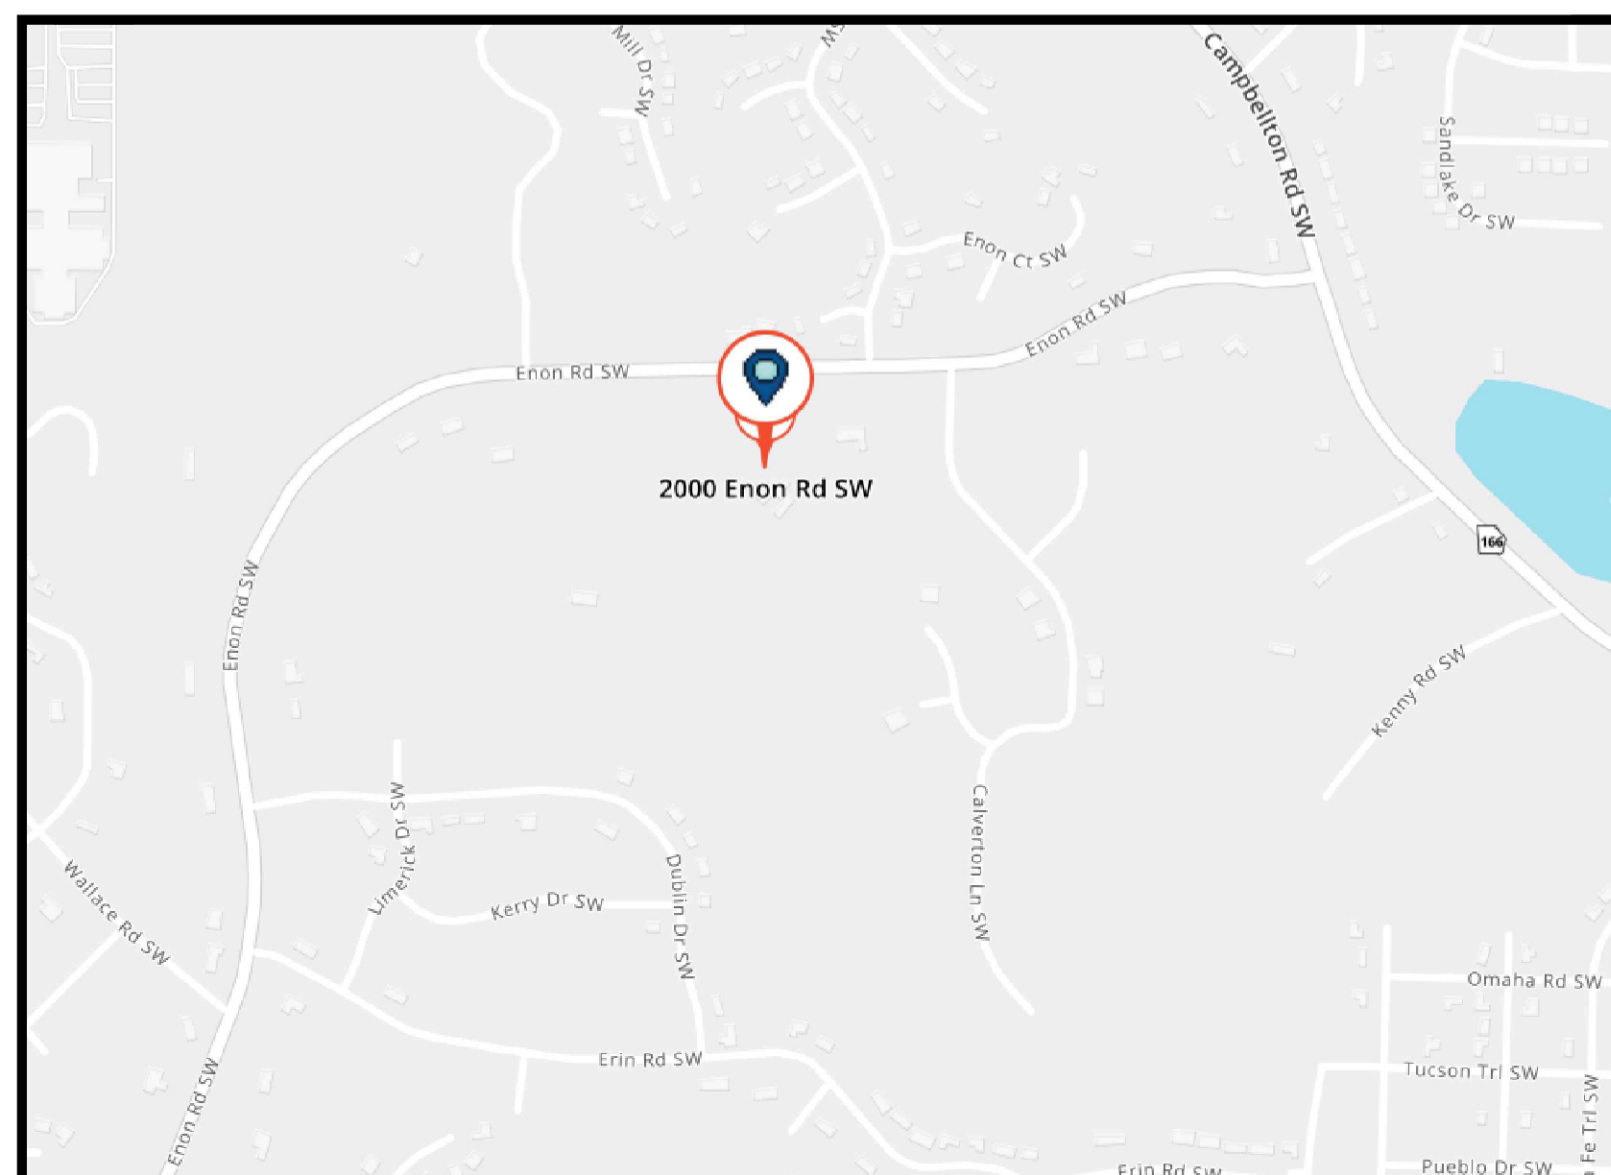 Mill Dr SW
SW
Campbellton Rd SW
Sandlake Dr SW
Enon Ct SW
Enon Rd SW
Enon Rd SW
2000 Enon Rd SW
166
Enon Rd SW
Kenny Rd SW
Limerick Dr SW
Calverton Ln SW
Wallace Rd SW
Kerry Dr SW
Dublin Dr SW
Omaha Rd SW
Erin Rd SW
Tucson Trl SW
Enon Rd SW
Fe Trl SW
Erin Rd SW
Pueblo Dr SW